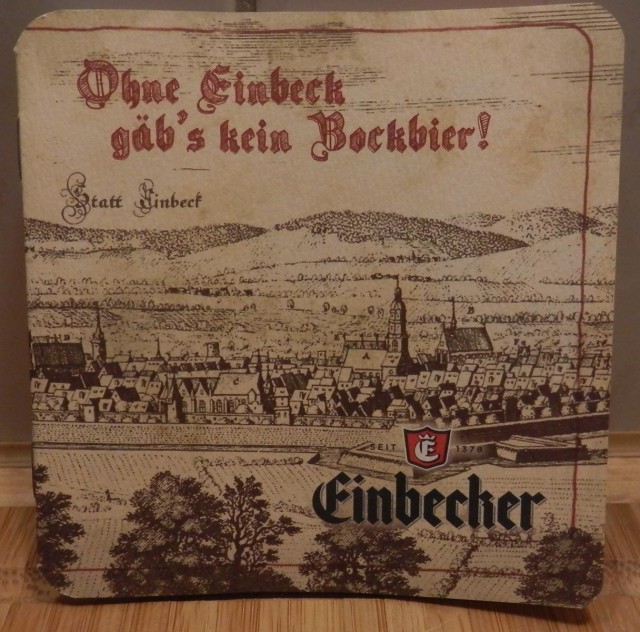 Ohne Einbeck
gäb's kein Bockbier!
Statt Einbeck
A
B
C
SEIT E 1378
Einbecker